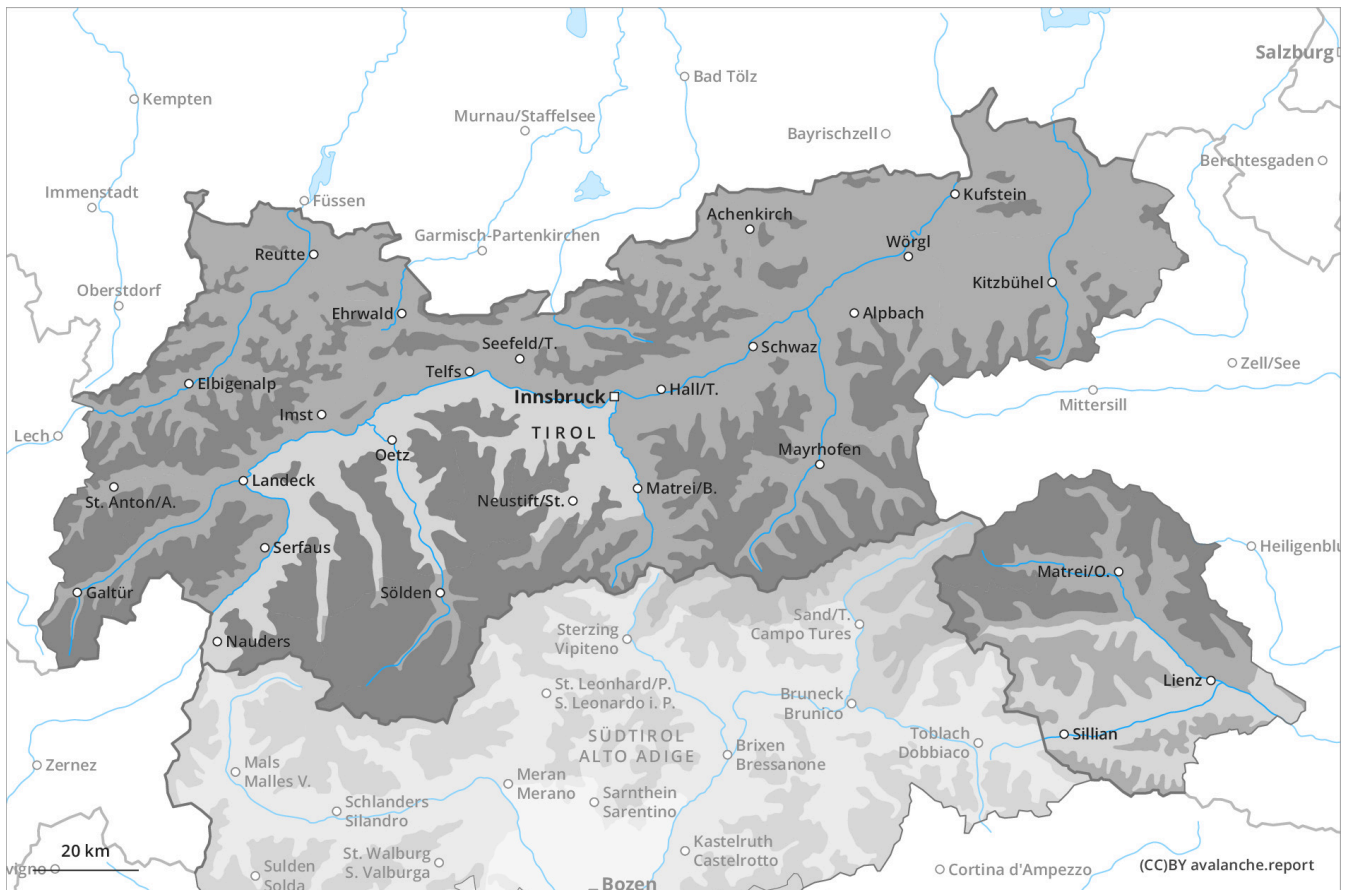 Salzburg
Bad Tölz
Kempten
Murnau/Staffelsee
Bayrischzell
Berchtesgaden
Immenstadt
Füssen
Kufstein
Achenkirch
Garmisch-Partenkirchen
Wörgl
Reutte
Kitzbühel
Oberstdorf
Ehrwald
Alpbach
Seefeld/T.
Schwaz
Zell/See
Telfs
Elbigenalp
Hall/T.
Innsbruck
Mittersill
Imst
TIROL
Lech
Mayrhofen
Oetz
Landeck
Matrei/B.
St. Anton/A.
Neustift/St.
Serfaus
Heiligenblu
Matrei/O.
Galtür
Sölden
Sand/T.
Campo Tures
Sterzing
Vipiteno
Nauders
Lienz
St. Leonhard/P.
S. Leonardo i. P.
Bruneck
Brunico
SÜDTIROL
ALTO ADIGE
Toblach
Dobbiaco
Sillian
Brixen
Bressanone
Zernez
Mals
Malles V.
Meran
Merano
Sarnthein
Sarentino
Schlanders
Silandro
Kastelruth
Castelrotto
20 km
St. Walburg
S. Valburga
vigno
Sulden
Solda
Cortina d'Ampezzo
(CC)BY avalanche.report
Bozen